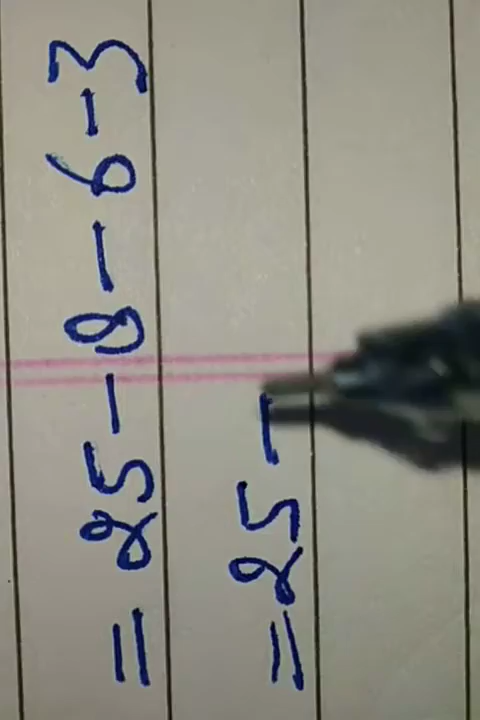 = 25 - 8 - 6 - 3
= 25 -